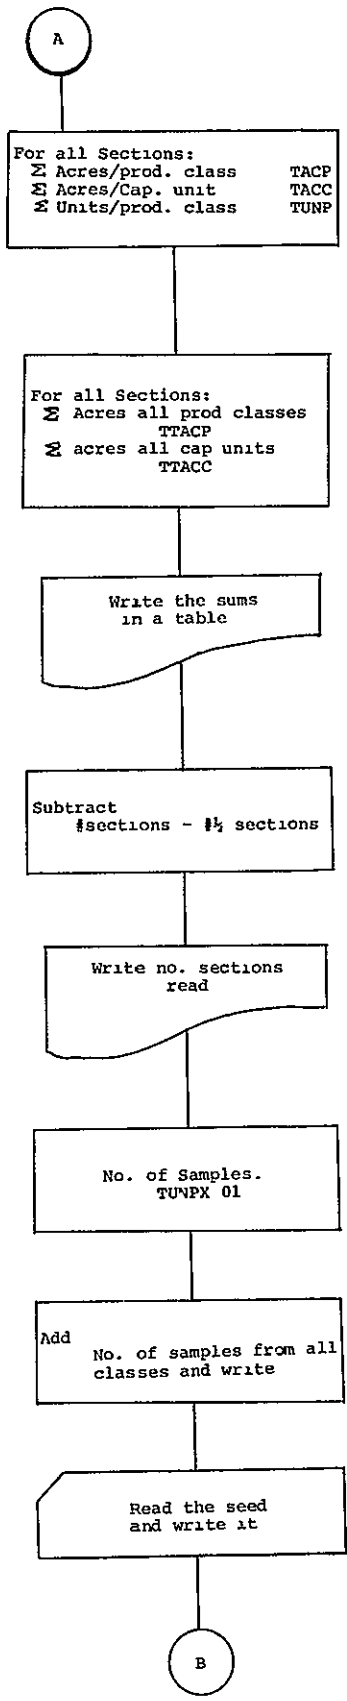 A
For all Sections:
Σ Acres/prod. class TACP
Σ Acres/Cap. unit TACC
Σ Units/prod. class TUNP
For all Sections:
Σ Acres all prod classes
TTACP
Σ acres all cap units
TTACC
Write the sums
in a table
Subtract
#sections - #½ sections
Write no. sections
read
No. of Samples.
TUNPX 01
Add
No. of samples from all
classes and write
Read the seed
and write it
B